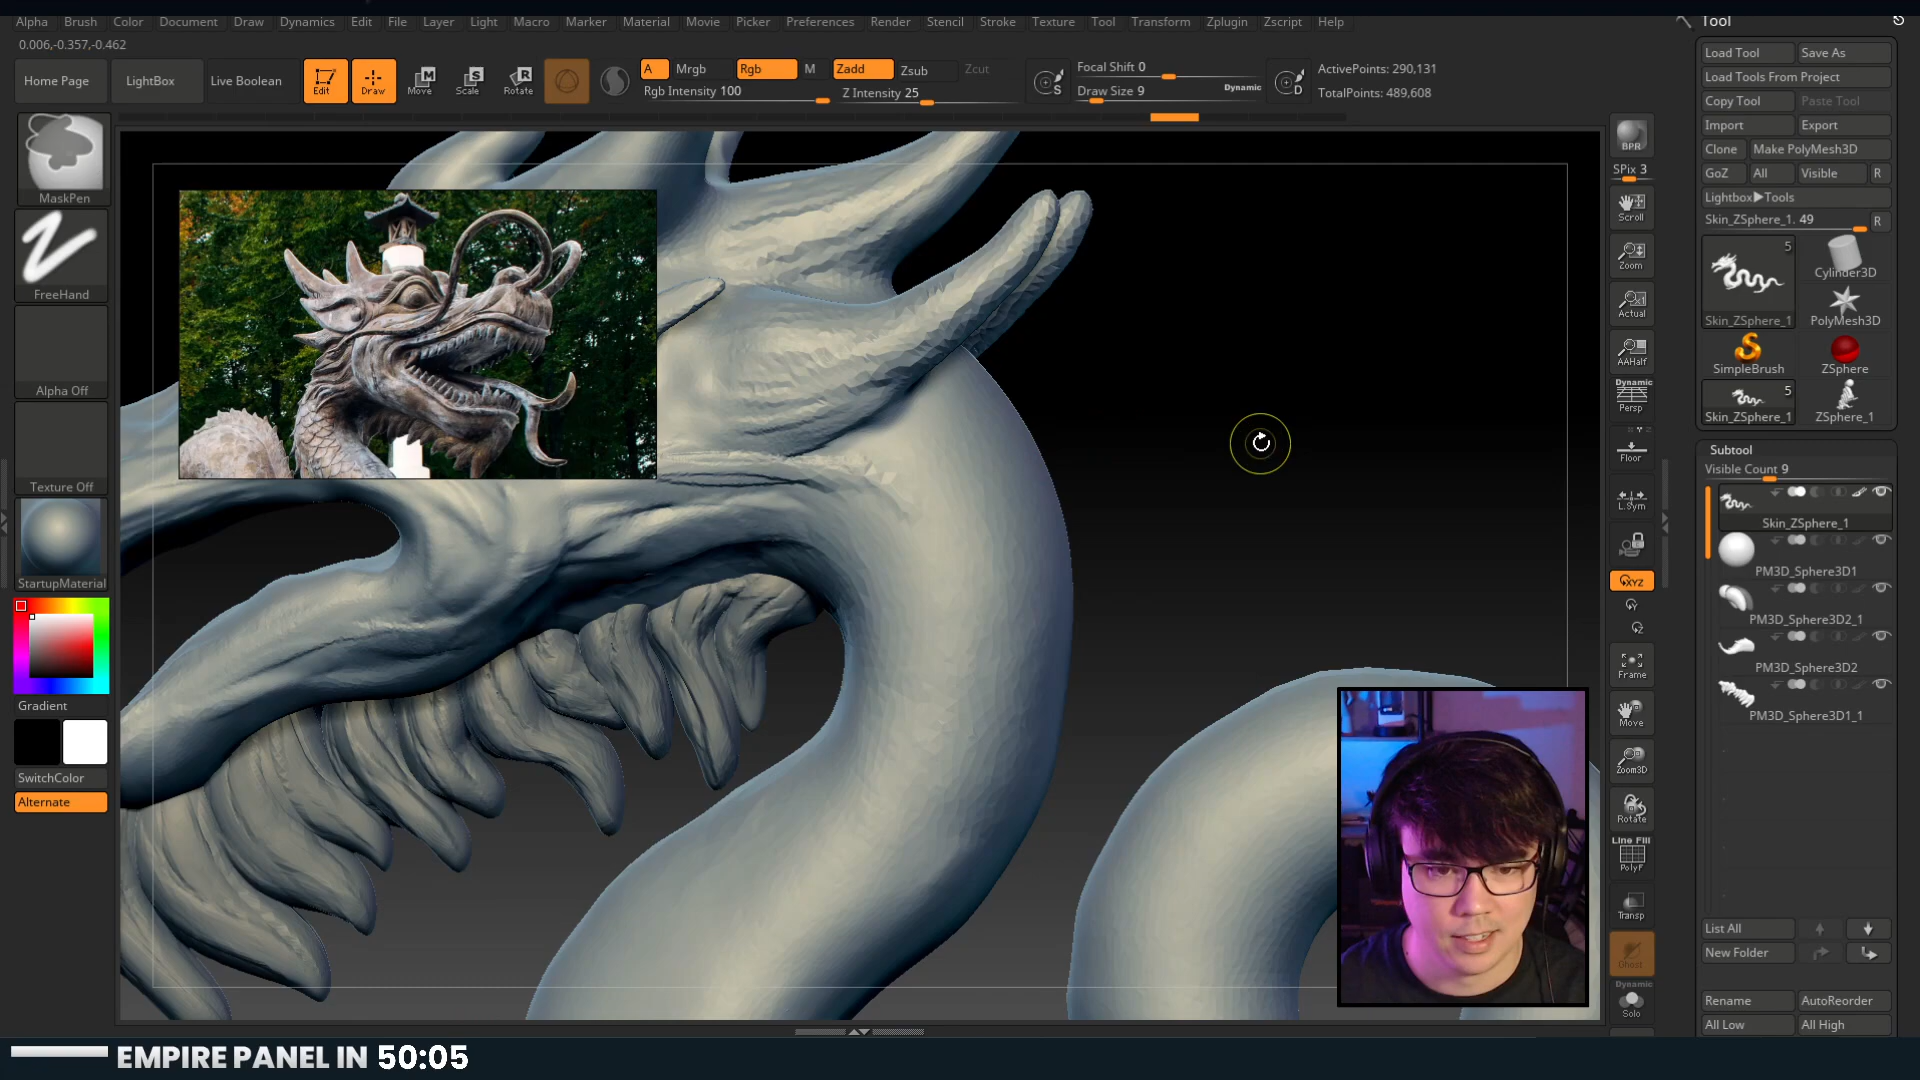 Alpha Brush Color Document Draw Dynamics Edit File Layer Light Macro Marker Material Movie Picker Preferences Render Stencil Stroke Texture Tool Transform Zplugin Zscript Help
Tool
0.006,-0.357,-0.462
Home Page LightBox Live Boolean Edit Draw Move Scale Rotate
A Mrgb Rgb M Zadd Zsub Zcut
Rgb Intensity 100 Z Intensity 25
Focal Shift 0
Draw Size 9 Dynamic
ActivePoints: 290,131
TotalPoints: 489,608
MaskPen
FreeHand
Alpha Off
Texture Off
StartupMaterial
Gradient
SwitchColor
Alternate
BPR
SPix 3
Scroll
Zoom
Actual
AAHalf
Dynamic
Persp
Floor
L.Sym
XYZ
Frame
Move
Zoom3D
Rotate
Line Fill
PolyF
Transp
Ghost
Dynamic
Solo
Load Tool Save As
Load Tools From Project
Copy Tool Paste Tool
Import Export
Clone Make PolyMesh3D
GoZ All Visible R
Lightbox▶Tools
Skin_ZSphere_1. 49 R
5
Cylinder3D
Skin_ZSphere_1 PolyMesh3D
SimpleBrush ZSphere
5
Skin_ZSphere_1 ZSphere_1
Subtool
Visible Count 9
Skin_ZSphere_1
PM3D_Sphere3D1
PM3D_Sphere3D2_1
PM3D_Sphere3D2
PM3D_Sphere3D1_1
List All
New Folder
Rename AutoReorder
All Low All High
EMPIRE PANEL IN 50:05